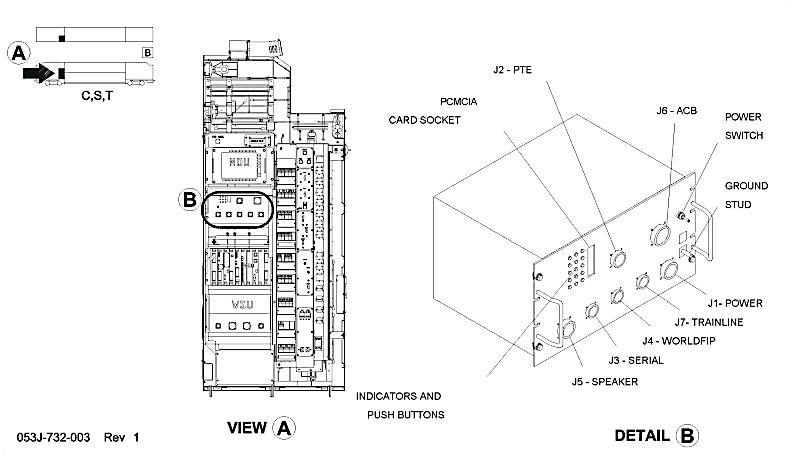 A
B
C,S,T
MDU
B
WSU
J2 - PTE
PCMCIA
CARD SOCKET
J6 - ACB
POWER
SWITCH
GROUND
STUD
J1- POWER
J7- TRAINLINE
J4 - WORLDFIP
J3 - SERIAL
J5 - SPEAKER
INDICATORS AND
PUSH BUTTONS
VIEW A
DETAIL B
053J-732-003 Rev 1